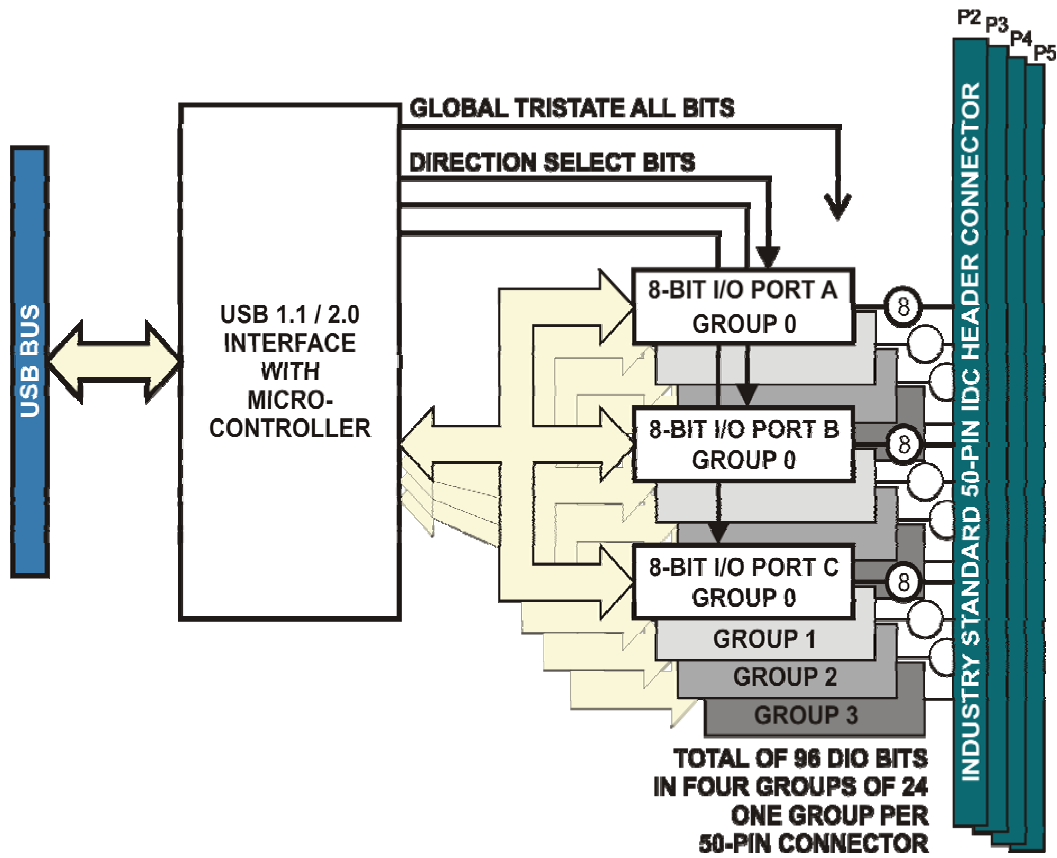 P2
P3
P4
P5
GLOBAL TRISTATE ALL BITS
DIRECTION SELECT BITS
USB BUS
USB 1.1 / 2.0
INTERFACE
WITH
MICRO-
CONTROLLER
8-BIT I/O PORT A
GROUP 0
8
8-BIT I/O PORT B
GROUP 0
8
8-BIT I/O PORT C
GROUP 0
8
GROUP 1
GROUP 2
GROUP 3
INDUSTRY STANDARD 50-PIN IDC HEADER CONNECTOR
TOTAL OF 96 DIO BITS
IN FOUR GROUPS OF 24
ONE GROUP PER
50-PIN CONNECTOR